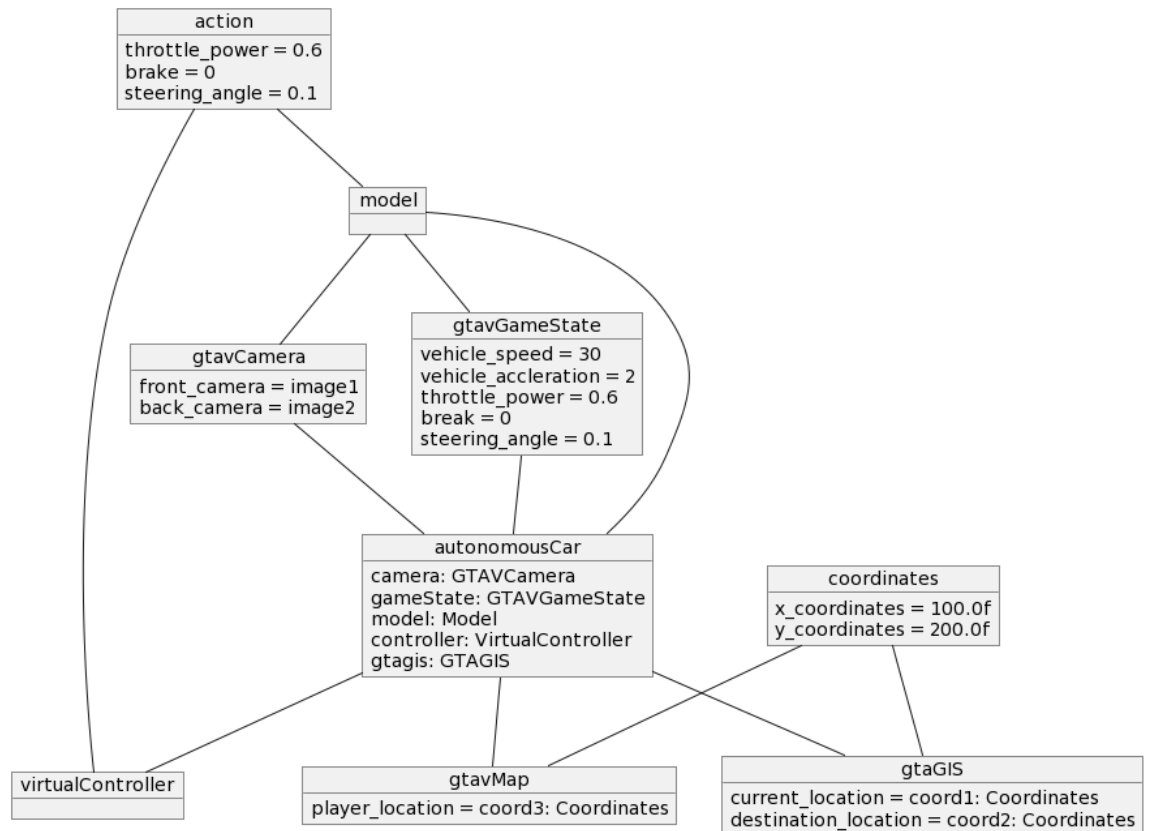 action
throttle_power = 0.6
brake = 0
steering_angle = 0.1
model
gtavCamera
front_camera = image1
back_camera = image2
gtavGameState
vehicle_speed = 30
vehicle_accleration = 2
throttle_power = 0.6
break = 0
steering_angle = 0.1
autonomousCar
camera: GTAVCamera
gameState: GTAVGameState
model: Model
controller: VirtualController
gtagis: GTAGIS
coordinates
x_coordinates = 100.0f
y_coordinates = 200.0f
virtualController
gtavMap
player_location = coord3: Coordinates
gtaGIS
current_location = coord1: Coordinates
destination_location = coord2: Coordinates